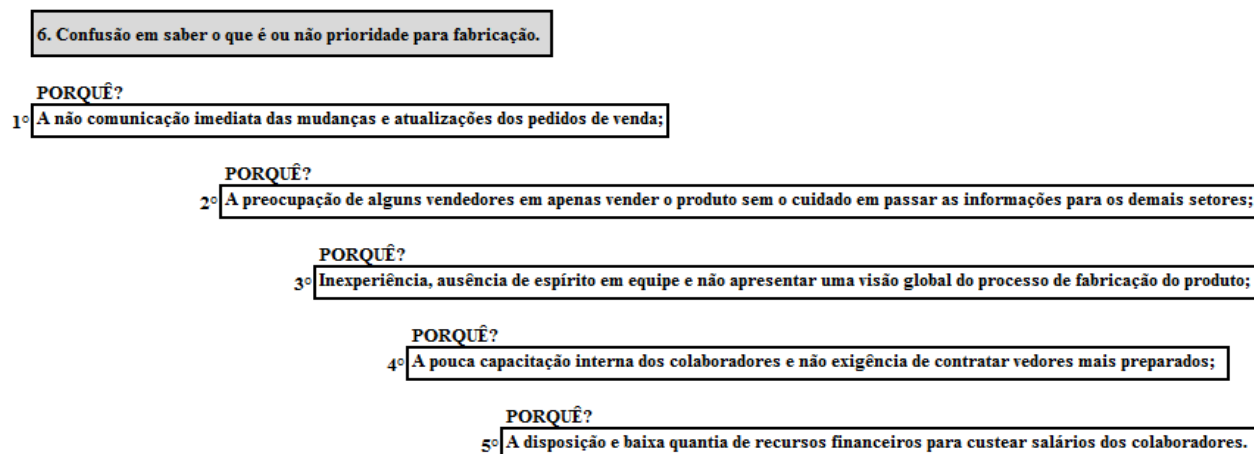 6. Confusão em saber o que é ou não prioridade para fabricação.
PORQUÊ?
1° A não comunicação imediata das mudanças e atualizações dos pedidos de venda;
PORQUÊ?
2° A preocupação de alguns vendedores em apenas vender o produto sem o cuidado em passar as informações para os demais setores;
PORQUÊ?
3° Inexperiência, ausência de espírito em equipe e não apresentar uma visão global do processo de fabricação do produto;
PORQUÊ?
4° A pouca capacitação interna dos colaboradores e não exigência de contratar vedores mais preparados;
PORQUÊ?
5° A disposição e baixa quantia de recursos financeiros para custear salários dos colaboradores.